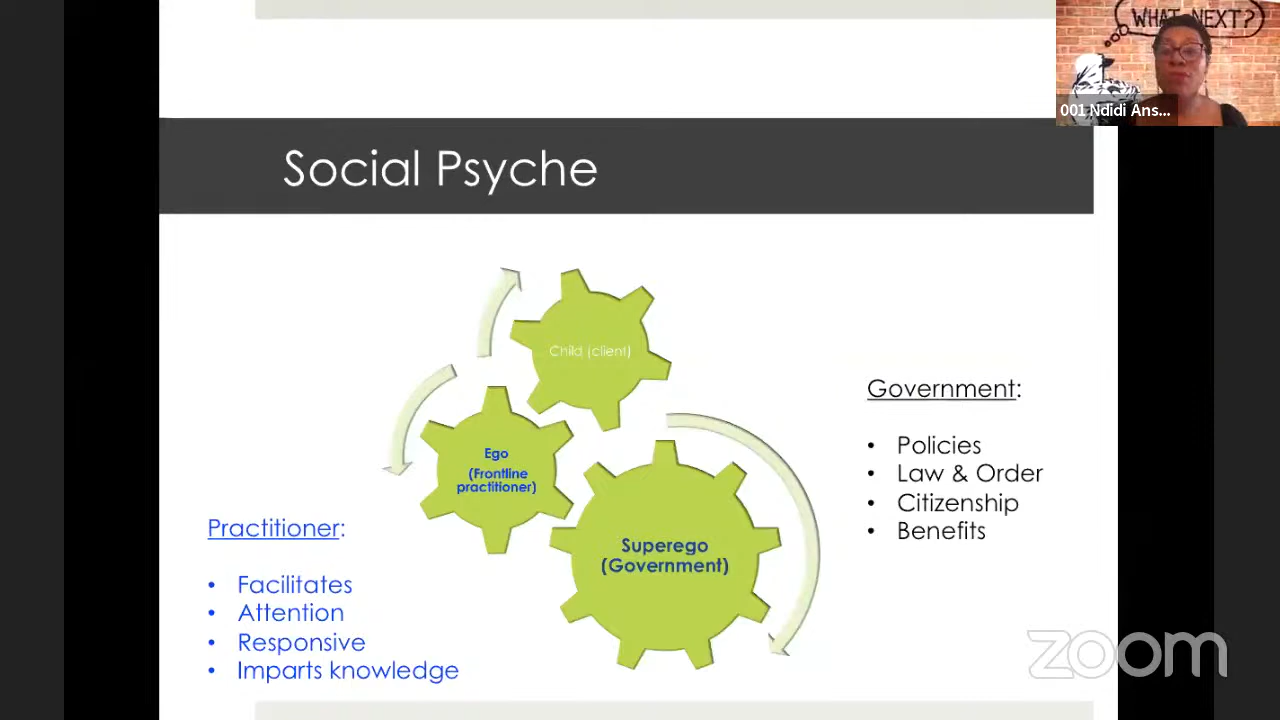 WHAT NEXT?
001 Ndidi Ans...
Social Psyche
Child (client)
Ego
(Frontline
practitioner)
Superego
(Government)
Government:
• Policies
• Law & Order
• Citizenship
• Benefits
Practitioner:
• Facilitates
• Attention
• Responsive
• Imparts knowledge
zoom